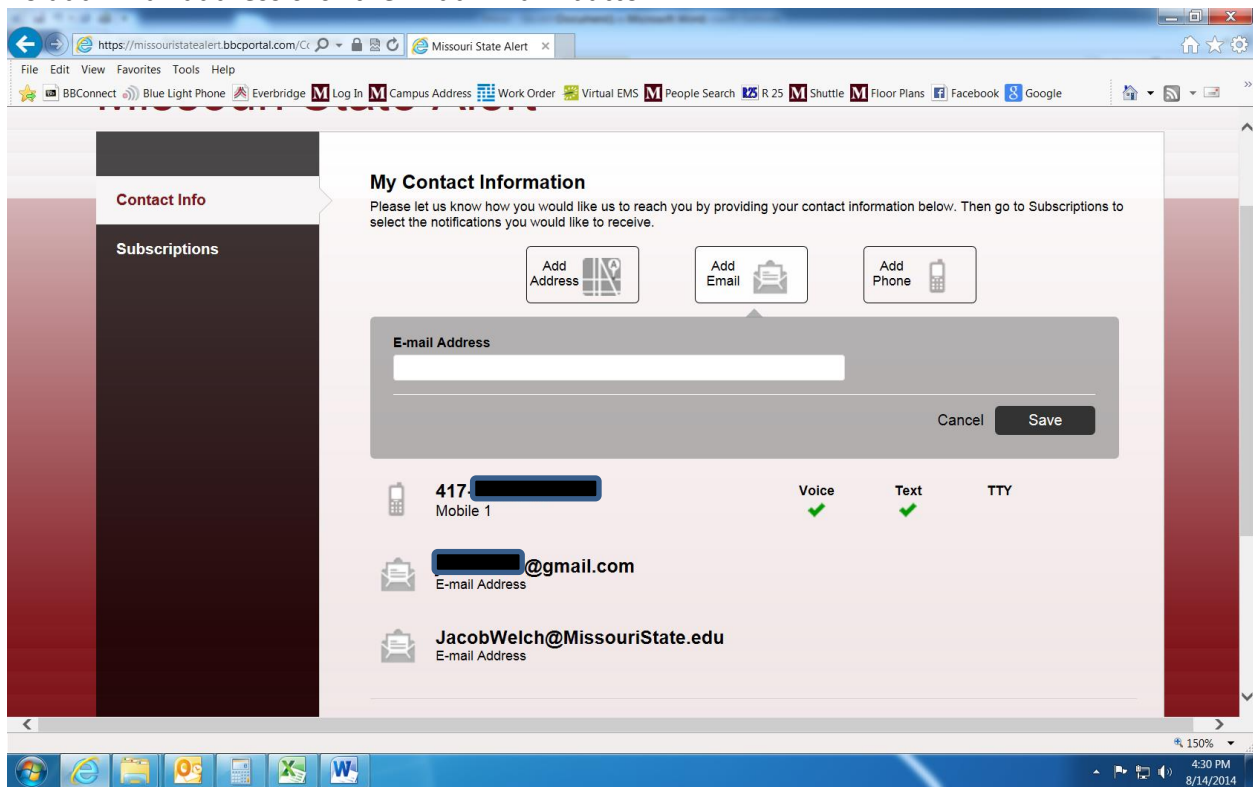 https://missouristatealert.bbcportal.com/Cc
Missouri State Alert
File Edit View Favorites Tools Help
BBConnect Blue Light Phone Everbridge Log In Campus Address Work Order Virtual EMS People Search R 25 Shuttle Floor Plans Facebook Google
Contact Info
Subscriptions
My Contact Information
Please let us know how you would like us to reach you by providing your contact information below. Then go to Subscriptions to
select the notifications you would like to receive.
Add
Address
Add
Email
Add
Phone
E-mail Address
Cancel Save
417-
Mobile 1
Voice Text TTY
@gmail.com
E-mail Address
JacobWelch@MissouriState.edu
E-mail Address
150%
4:30 PM
8/14/2014